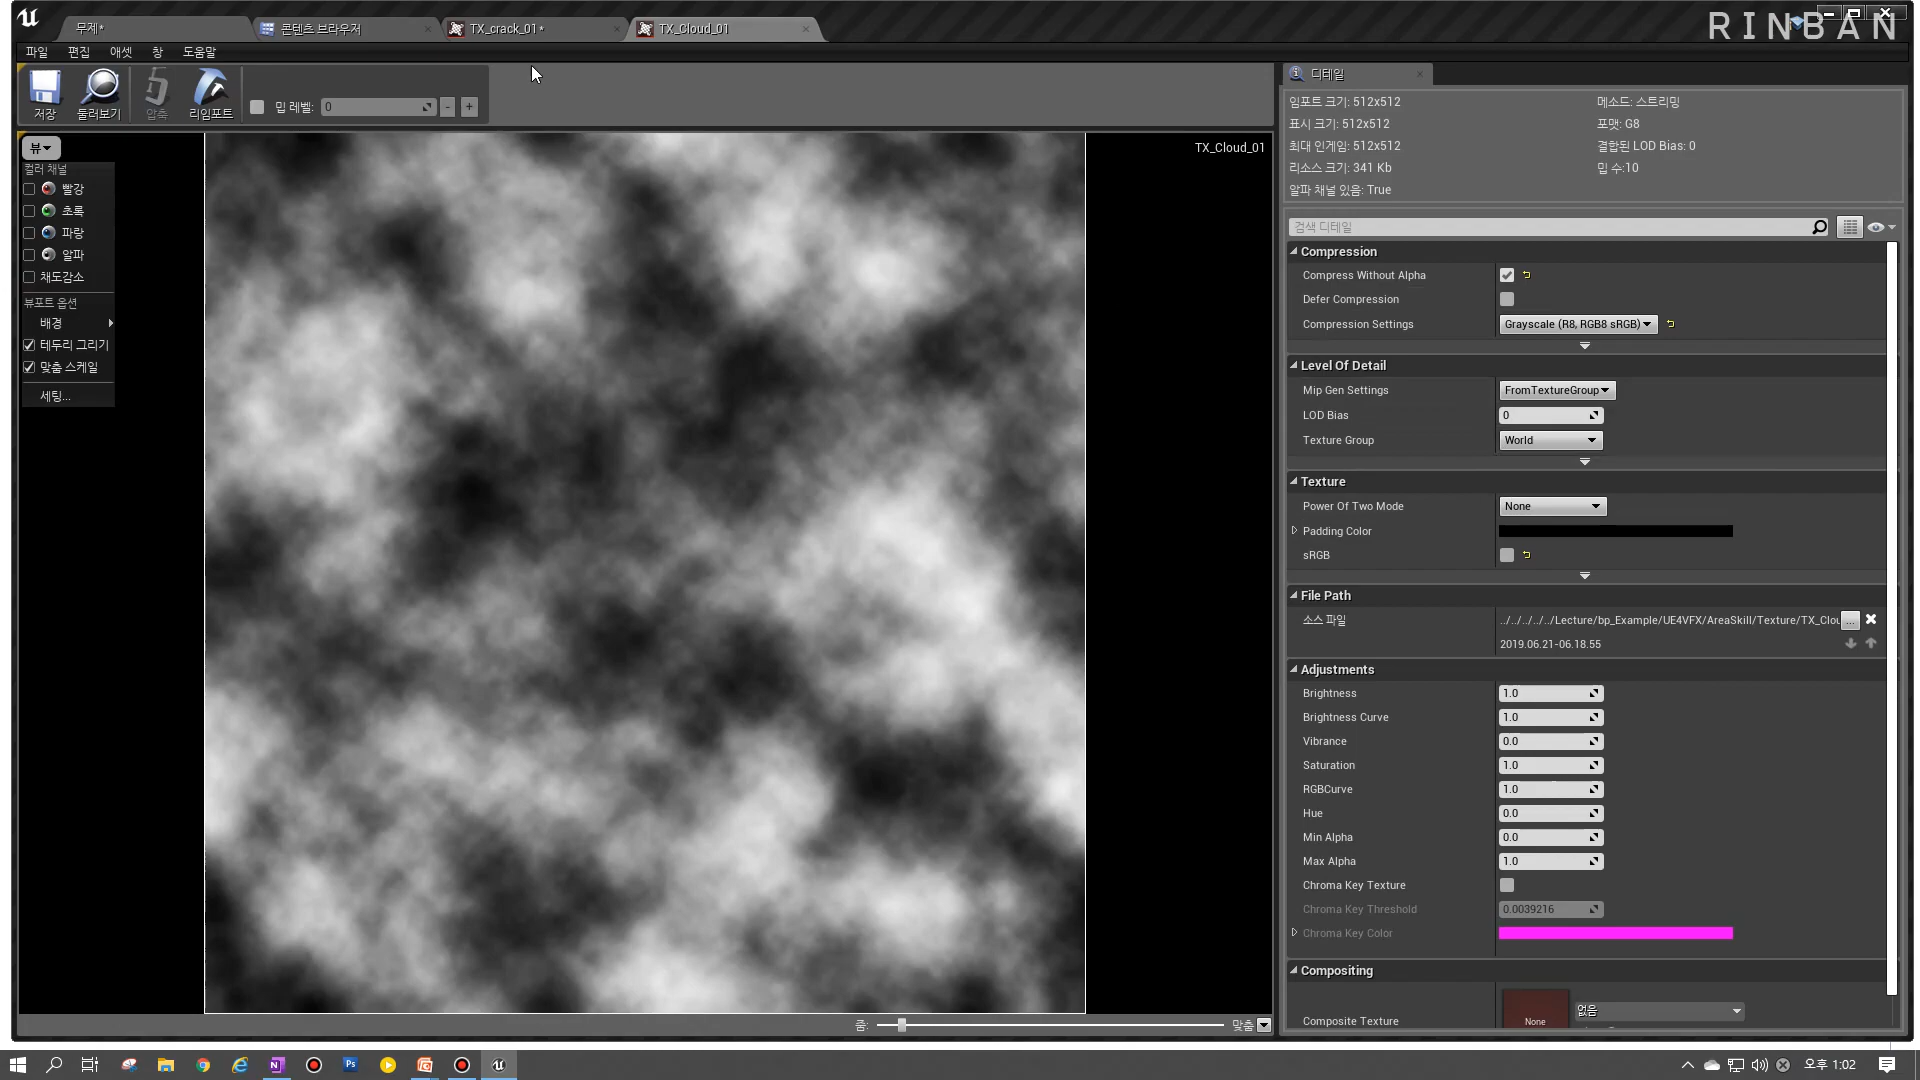 무제*
콘텐츠 브라우저
TX_crack_01*
TX_Cloud_01
RINBAN
파일
편집
애셋
창
도움말
저장
둘러보기
압축
리임포트
밉 레벨:
0
-
+
뷰
TX_Cloud_01
컬러 채널
빨강
초록
파랑
알파
채도감소
뷰포트 옵션
배경
테두리 그리기
맞춤 스케일
세팅...
줌:
맞춤
디테일
임포트 크기: 512x512
메소드: 스트리밍
표시 크기: 512x512
포맷: G8
최대 인게임: 512x512
결합된 LOD Bias: 0
리소스 크기: 341 Kb
밉 수:10
알파 채널 있음: True
검색 디테일
Compression
Compress Without Alpha
Defer Compression
Compression Settings
Grayscale (R8, RGB8 sRGB)
Level Of Detail
Mip Gen Settings
FromTextureGroup
LOD Bias
0
Texture Group
World
Texture
Power Of Two Mode
None
Padding Color
sRGB
File Path
소스 파일
../../../../../Lecture/bp_Example/UE4VFX/AreaSkill/Texture/TX_Clou
...
2019.06.21-06.18.55
Adjustments
Brightness
1.0
Brightness Curve
1.0
Vibrance
0.0
Saturation
1.0
RGBCurve
1.0
Hue
0.0
Min Alpha
0.0
Max Alpha
1.0
Chroma Key Texture
Chroma Key Threshold
0.0039216
Chroma Key Color
Compositing
Composite Texture
None
없음
오후 1:02